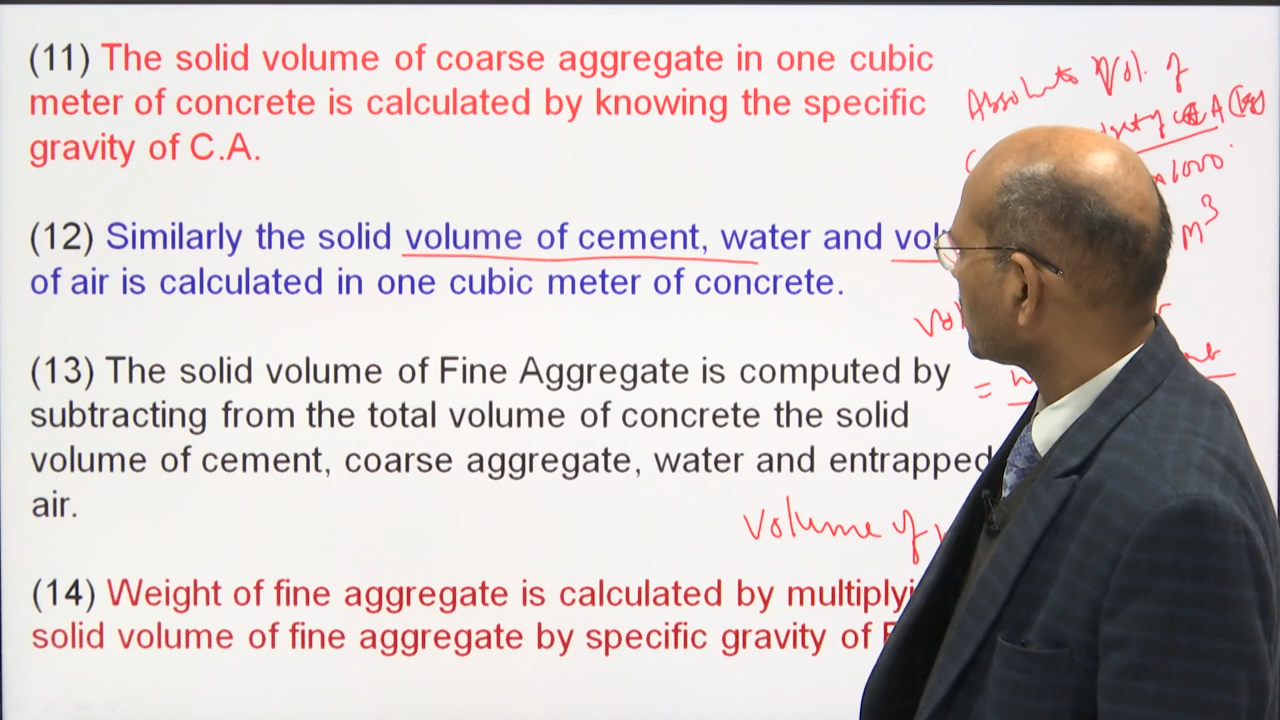 (11) The solid volume of coarse aggregate in one cubic
meter of concrete is calculated by knowing the specific
gravity of C.A.
(12) Similarly the solid volume of cement, water and
of air is calculated in one cubic meter of concrete.
(13) The solid volume of Fine Aggregate is computed by
subtracting from the total volume of concrete the solid
volume of cement, coarse aggregate, water and entrapped
air.
(14) Weight of fine aggregate is calculated by
solid volume of fine aggregate by specific gravity of
Absolute Vol. of
1000
M³
=
Volume of